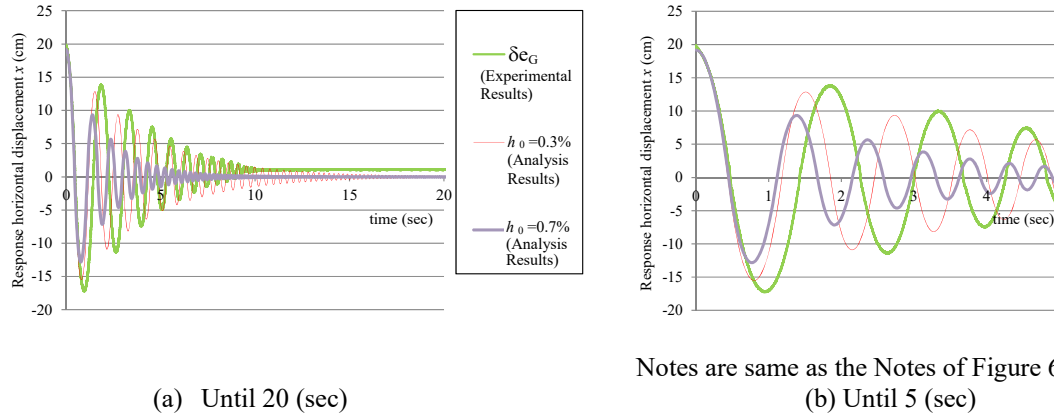 Response horizontal displacement x (cm)
25
20
15
10
5
0
-5
-10
-15
-20
0
5
10
15
20
time (sec)
δeG
(Experimental
Results)
h 0 =0.3%
(Analysis
Results)
h 0 =0.7%
(Analysis
Results)
Response horizontal displacement x (cm)
25
20
15
10
5
0
-5
-10
-15
-20
0
1
2
3
4
time (sec)
Notes are same as the Notes of Figure 6
(a) Until 20 (sec)
(b) Until 5 (sec)